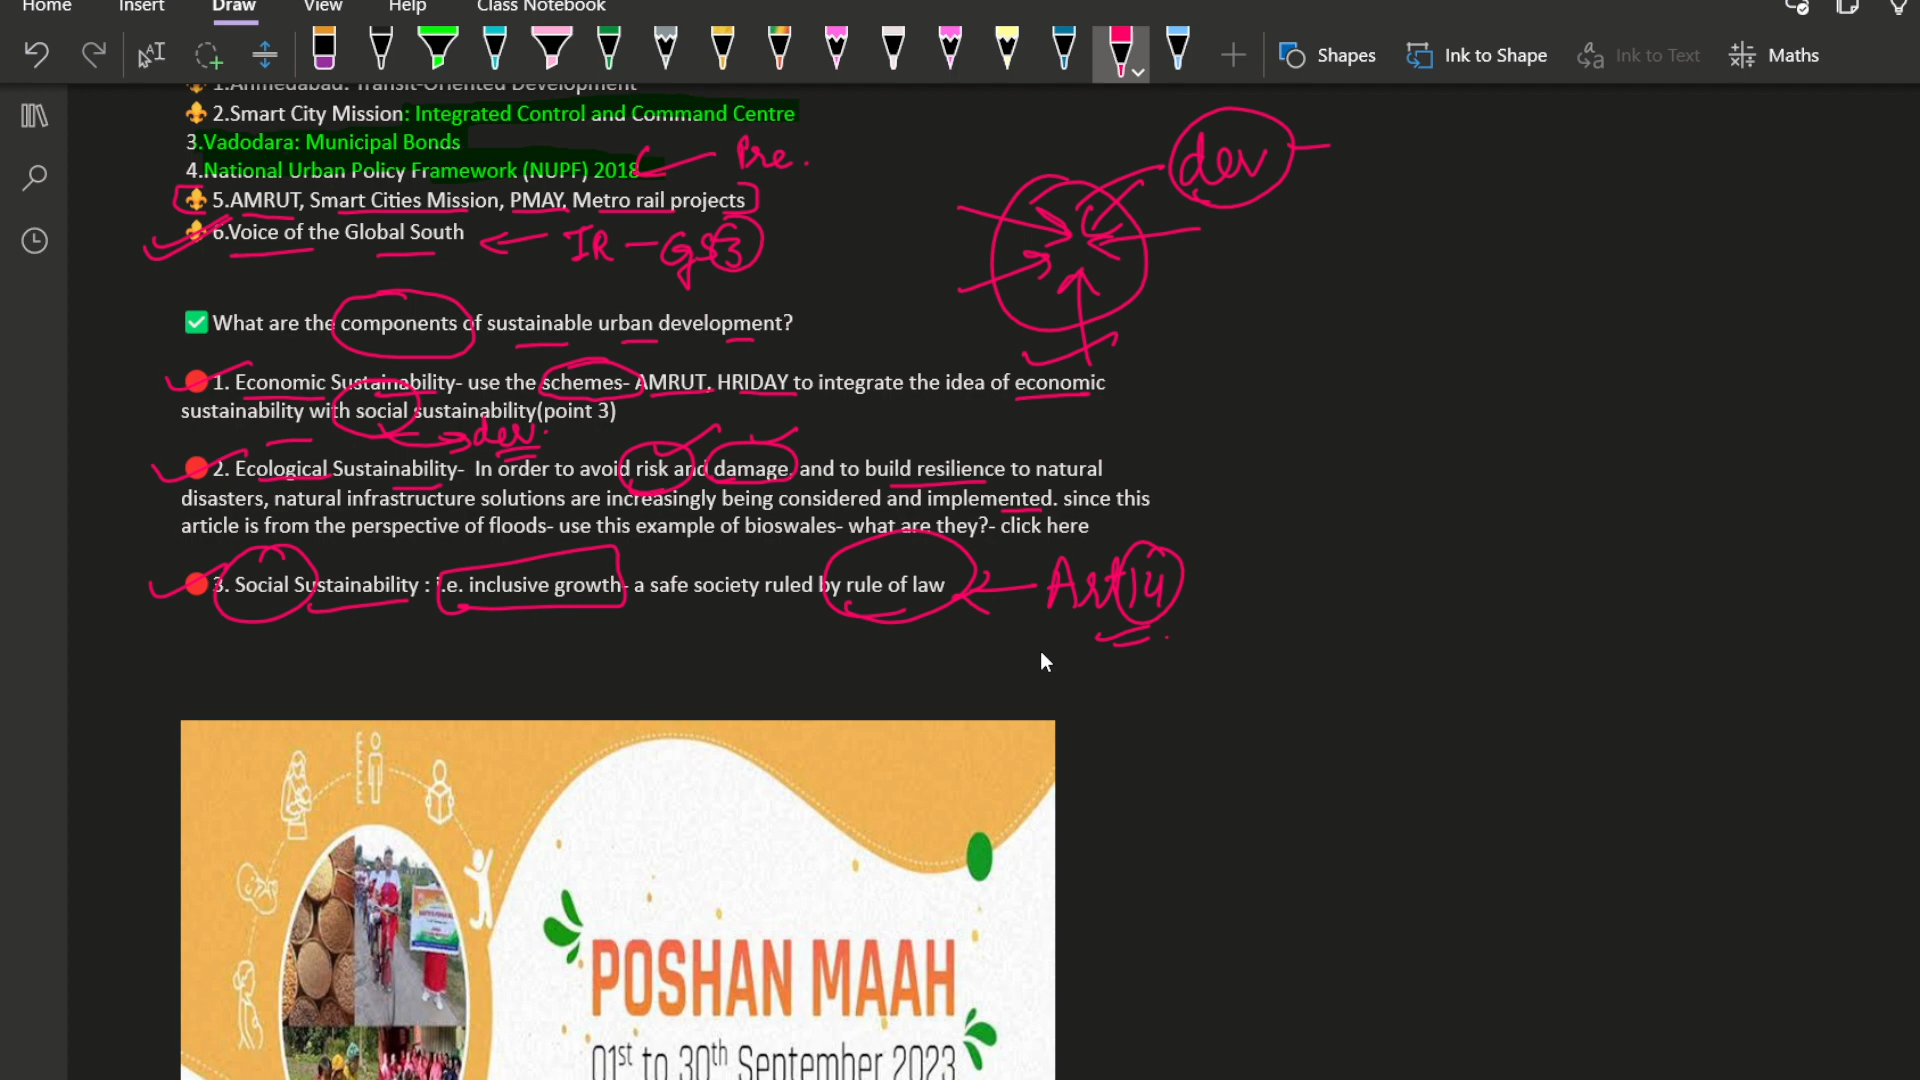 Home Insert Draw View Help Class Notebook
Shapes Ink to Shape Ink to Text Maths
1.Ahmedabad: Transit-Oriented Development
2.Smart City Mission: Integrated Control and Command Centre
3.Vadodara: Municipal Bonds
4.National Urban Policy Framework (NUPF) 2018 Pre.
dev
5.AMRUT, Smart Cities Mission, PMAY, Metro rail projects
6.Voice of the Global South IR - GS3
What are the components of sustainable urban development?
1. Economic Sustainability- use the schemes- AMRUT, HRIDAY to integrate the idea of economic
sustainability with social sustainability(point 3)
dev.
2. Ecological Sustainability- In order to avoid risk and damage, and to build resilience to natural
disasters, natural infrastructure solutions are increasingly being considered and implemented. since this
article is from the perspective of floods- use this example of bioswales- what are they?- click here
3. Social Sustainability : i.e. inclusive growth- a safe society ruled by rule of law Art 14
POSHAN MAAH
01st to 30th September 2023